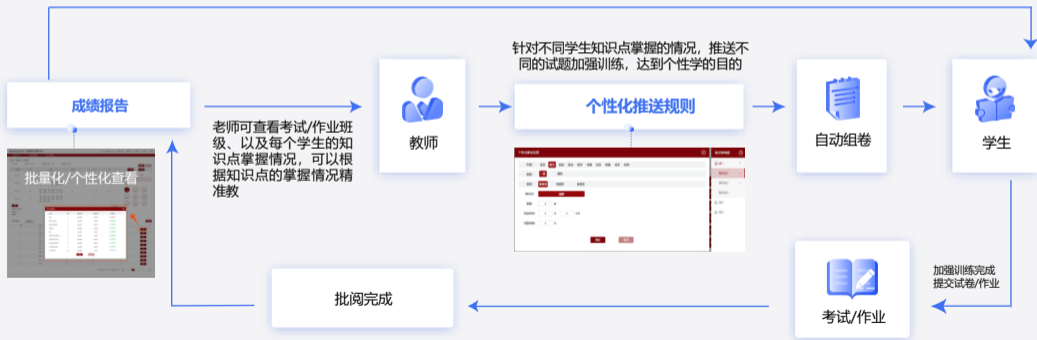 成绩报告
批量化/个性化查看
老师可查看考试/作业班
级、以及每个学生的知
识点掌握情况，可以根
据知识点的掌握情况精
准教
教师
针对不同学生知识点掌握的情况，推送不
同的试题加强训练，达到个性学的目的
个性化推送规则
自动组卷
学生
加强训练完成
提交试卷/作业
考试/作业
批阅完成